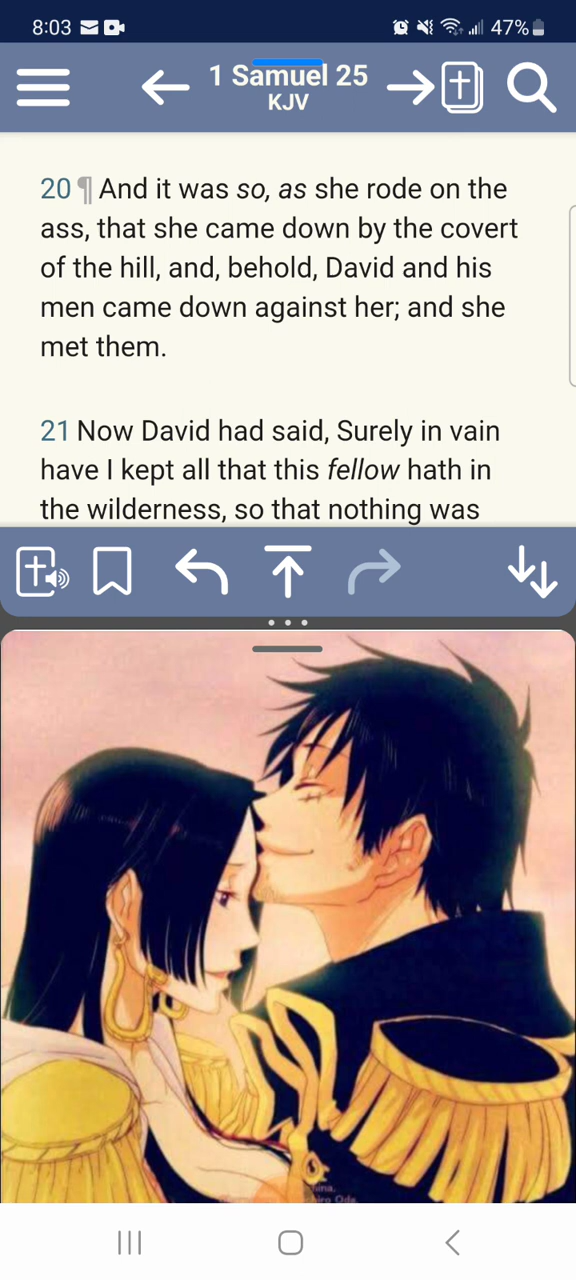 8:03 47%
1 Samuel 25
KJV
20 ¶ And it was so, as she rode on the
ass, that she came down by the covert
of the hill, and, behold, David and his
men came down against her; and she
met them.
21 Now David had said, Surely in vain
have I kept all that this fellow hath in
the wilderness, so that nothing was
Oda